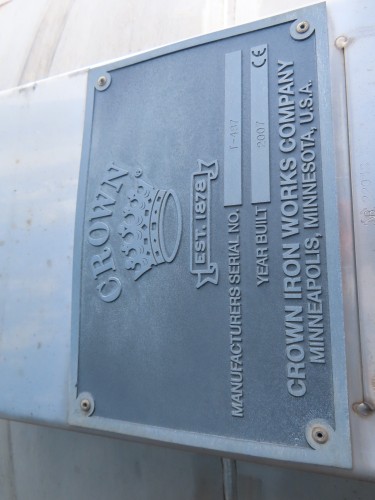 CROWN
EST. 1878
MANUFACTURERS SERIAL NO.
YEAR BUILT 2007 CE
CROWN IRON WORKS COMPANY
MINNEAPOLIS, MINNESOTA, U.S.A.